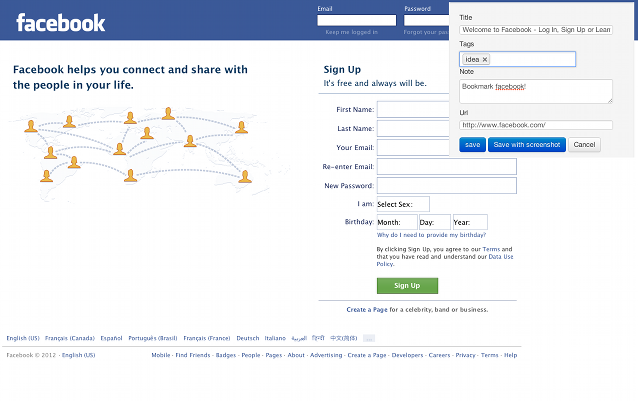 facebook
Email
Password
Keep me logged in
Forgot your pass
Title
Welcome to Facebook - Log In, Sign Up or Lear
Tags
idea ×
Note
Bookmark facebook!
Url
http://www.facebook.com/
save
Save with screenshot
Cancel
Facebook helps you connect and share with
the people in your life.
Sign Up
It's free and always will be.
First Name:
Last Name:
Your Email:
Re-enter Email:
New Password:
I am: Select Sex:
Birthday: Month: Day: Year:
Why do I need to provide my birthday?
By clicking Sign Up, you agree to our Terms and
that you have read and understand our Data Use
Policy.
Sign Up
Create a Page for a celebrity, band or business.
English (US) Français (Canada) Español Português (Brasil) Français (France) Deutsch Italiano العربية हिन्दी 中文(简体) ...
Facebook © 2012 · English (US)
Mobile · Find Friends · Badges · People · Pages · About · Advertising · Create a Page · Developers · Careers · Privacy · Terms · Help